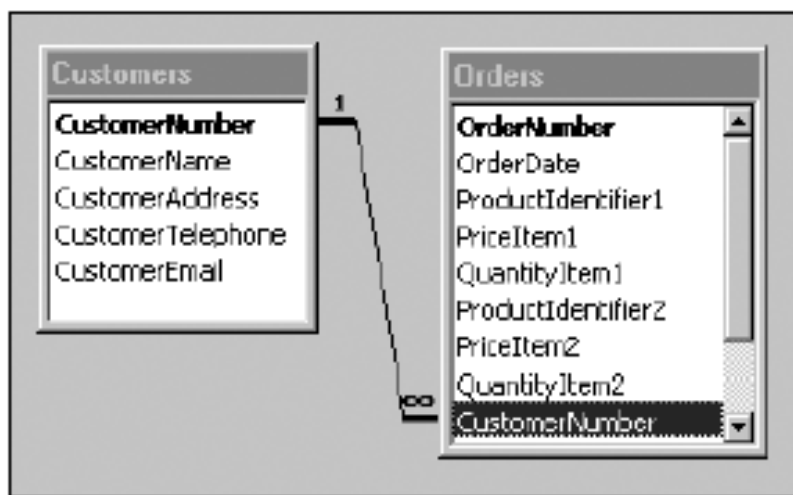 Customers
CustomerNumber
CustomerName
CustomerAddress
CustomerTelephone
CustomerEmail
1
∞
Orders
OrderNumber
OrderDate
ProductIdentifier1
PriceItem1
QuantityItem1
ProductIdentifier2
PriceItem2
QuantityItem2
CustomerNumber